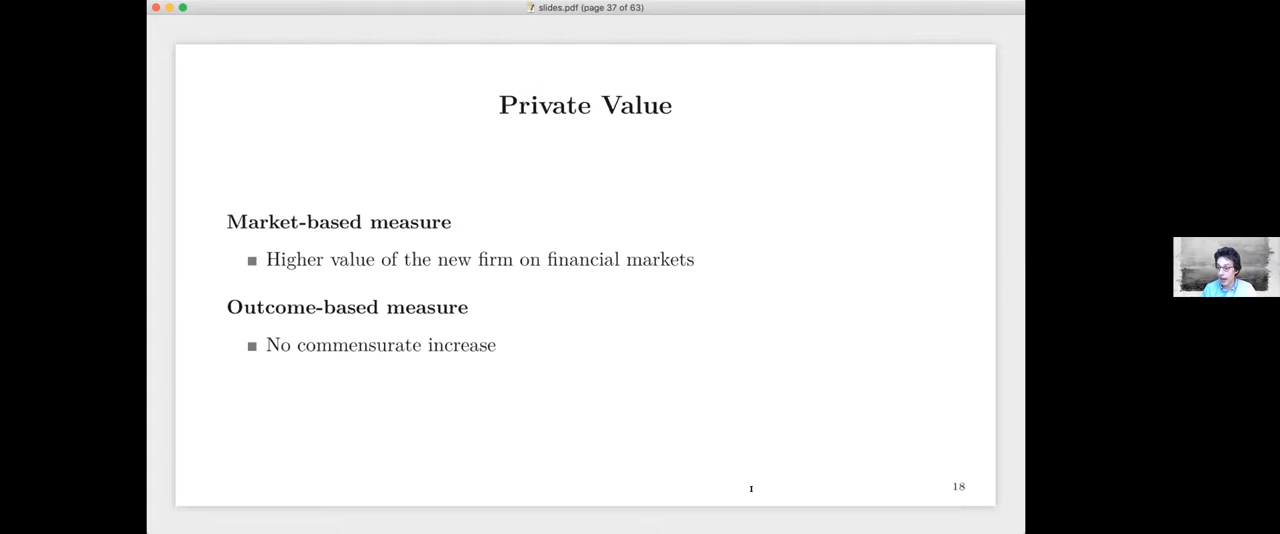 slides.pdf (page 37 of 63)
Private Value
Market-based measure
Higher value of the new firm on financial markets
Outcome-based measure
No commensurate increase
18